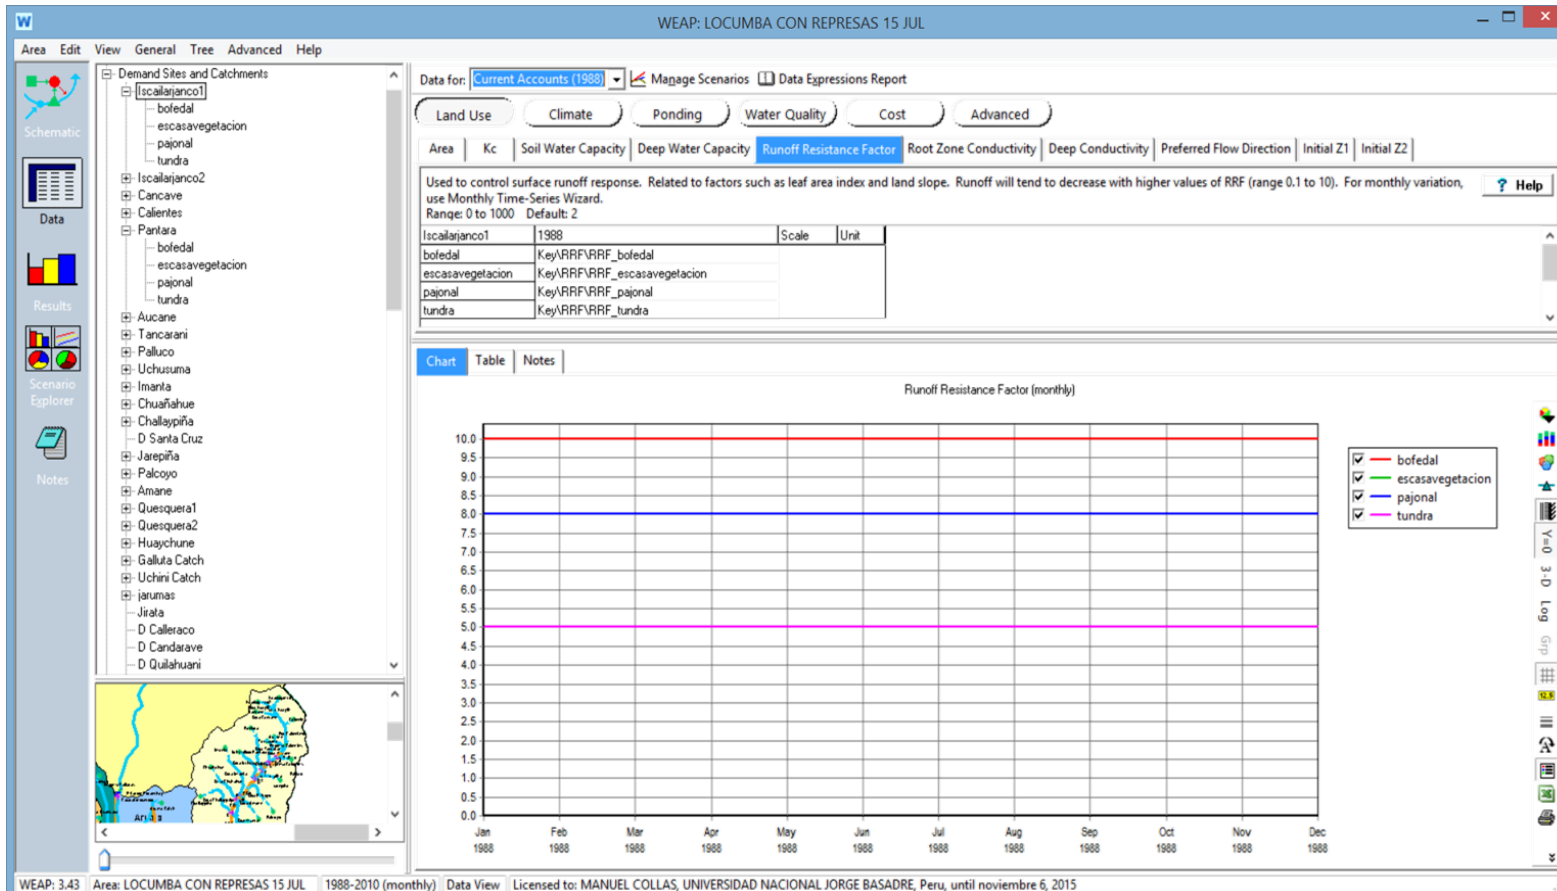 WEAP: LOCUMBA CON REPRESAS 15 JUL
Area Edit View General Tree Advanced Help
Schematic
Data
Results
Scenario
Explorer
Notes
Demand Sites and Catchments
Iscailarjanco1
bofedal
escasavegetacion
pajonal
tundra
Iscailarjanco2
Cancave
Calientes
Pantara
bofedal
escasavegetacion
pajonal
tundra
Aucane
Tancarani
Palluco
Uchusuma
Imanta
Chuañahue
Challaypiña
D Santa Cruz
Jarepiña
Palcoyo
Amane
Quesquera1
Quesquera2
Huaychune
Galluta Catch
Uchini Catch
jarumas
Jirata
D Calleraco
D Candarave
D Quilahuani
Data for: Current Accounts (1988) Manage Scenarios Data Expressions Report
Land Use Climate Ponding Water Quality Cost Advanced
Area Kc Soil Water Capacity Deep Water Capacity Runoff Resistance Factor Root Zone Conductivity Deep Conductivity Preferred Flow Direction Initial Z1 Initial Z2
Used to control surface runoff response. Related to factors such as leaf area index and land slope. Runoff will tend to decrease with higher values of RRF (range 0.1 to 10). For monthly variation,
use Monthly Time-Series Wizard.
Range: 0 to 1000 Default: 2
? Help
Iscailarjanco1 1988 Scale Unit
bofedal Key\RRF\RRF_bofedal
escasavegetacion Key\RRF\RRF_escasavegetacion
pajonal Key\RRF\RRF_pajonal
tundra Key\RRF\RRF_tundra
Chart Table Notes
Runoff Resistance Factor (monthly)
10.0
9.5
9.0
8.5
8.0
7.5
7.0
6.5
6.0
5.5
5.0
4.5
4.0
3.5
3.0
2.5
2.0
1.5
1.0
0.5
0.0
Jan Feb Mar Apr May Jun Jul Aug Sep Oct Nov Dec
1988 1988 1988 1988 1988 1988 1988 1988 1988 1988 1988 1988
bofedal
escasavegetacion
pajonal
tundra
Y=0
3-D
Log
Grp
WEAP: 3.43 Area: LOCUMBA CON REPRESAS 15 JUL 1988-2010 (monthly) Data View Licensed to: MANUEL COLLAS, UNIVERSIDAD NACIONAL JORGE BASADRE, Peru, until noviembre 6, 2015